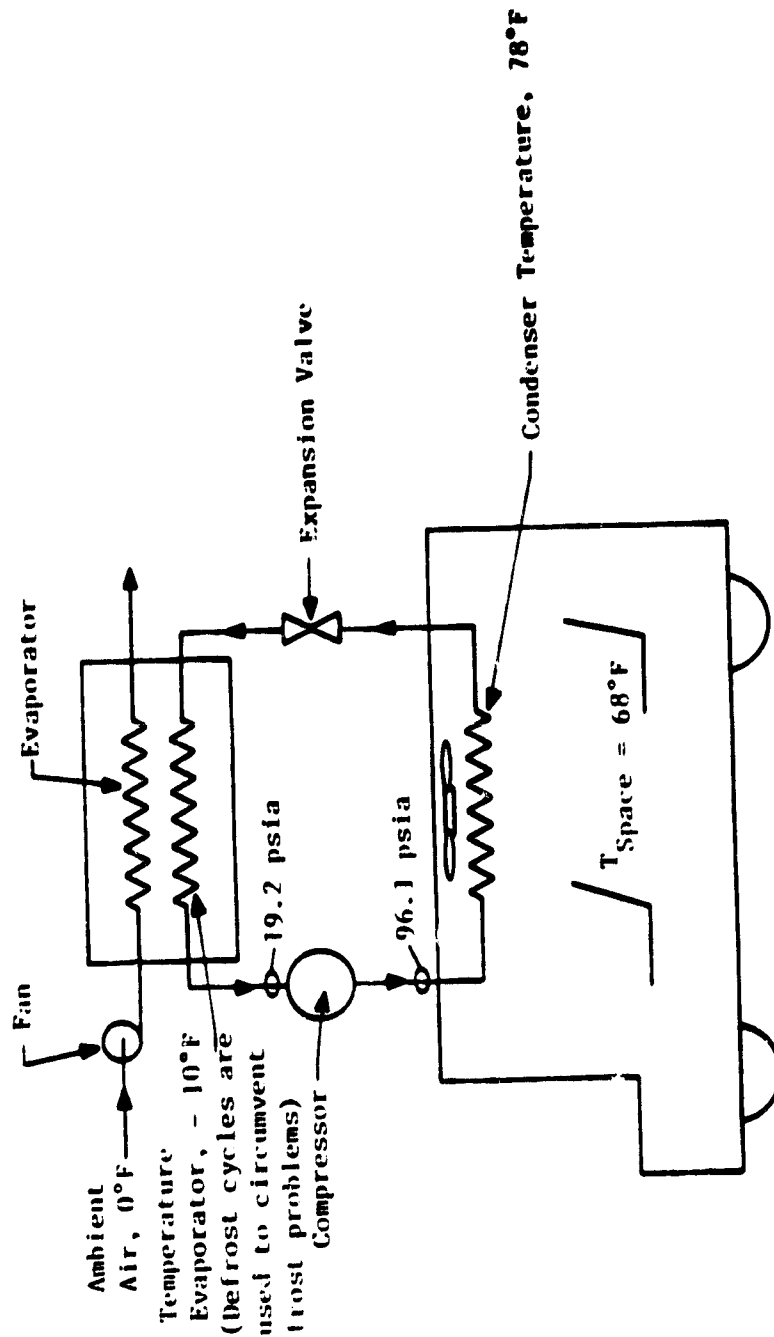 Fan
Evaporator
Ambient
Air, 0°F
Temperature
Evaporator, - 10°F
(Defrost cycles are
used to circumvent
frost problems)
Compressor
19.2 psia
96.1 psia
Expansion Valve
Condenser Temperature, 78°F
T Space = 68°F